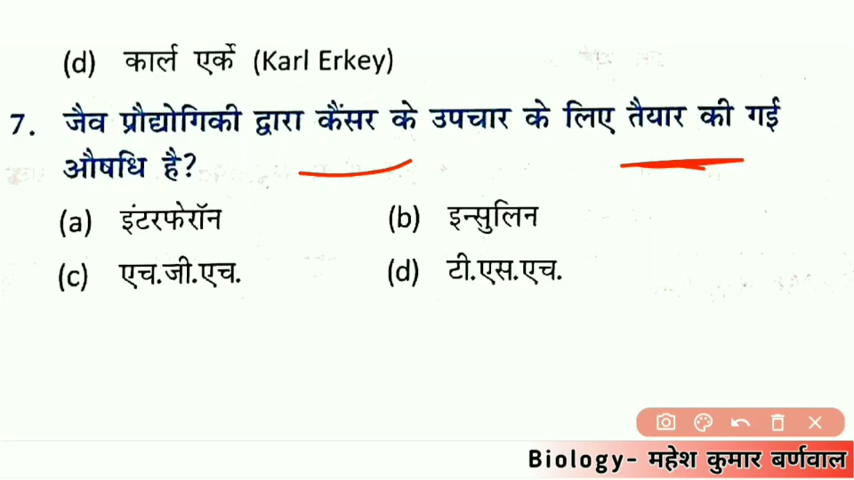 (d) कार्ल एर्के (Karl Erkey)
7. जैव प्रौद्योगिकी द्वारा कैंसर के उपचार के लिए तैयार की गई
औषधि है?
(a) इंटरफेरॉन (b) इन्सुलिन
(c) एच.जी.एच. (d) टी.एस.एच.
Biology- महेश कुमार बर्णवाल